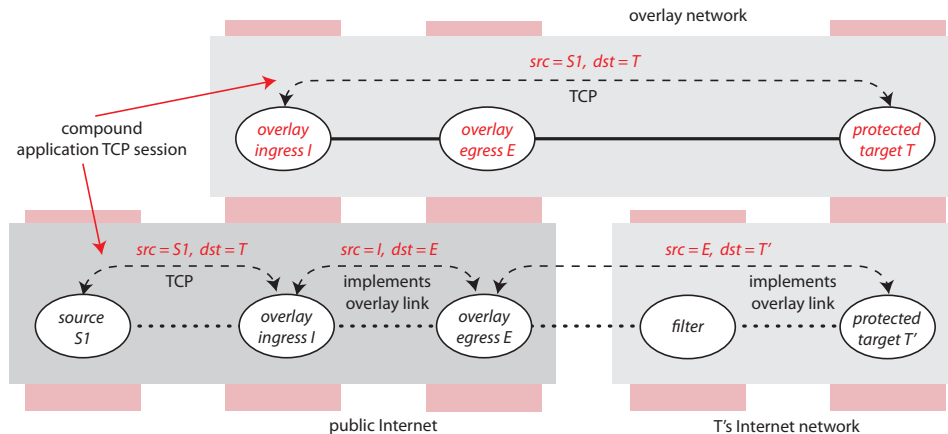 overlay network
src = S1, dst = T
TCP
compound
application TCP session
overlay
ingress I
overlay
egress E
protected
target T
src = S1, dst = T
src = I, dst = E
src = E, dst = T'
TCP
implements
overlay link
implements
overlay link
source
S1
overlay
ingress I
overlay
egress E
filter
protected
target T'
public Internet
T's Internet network